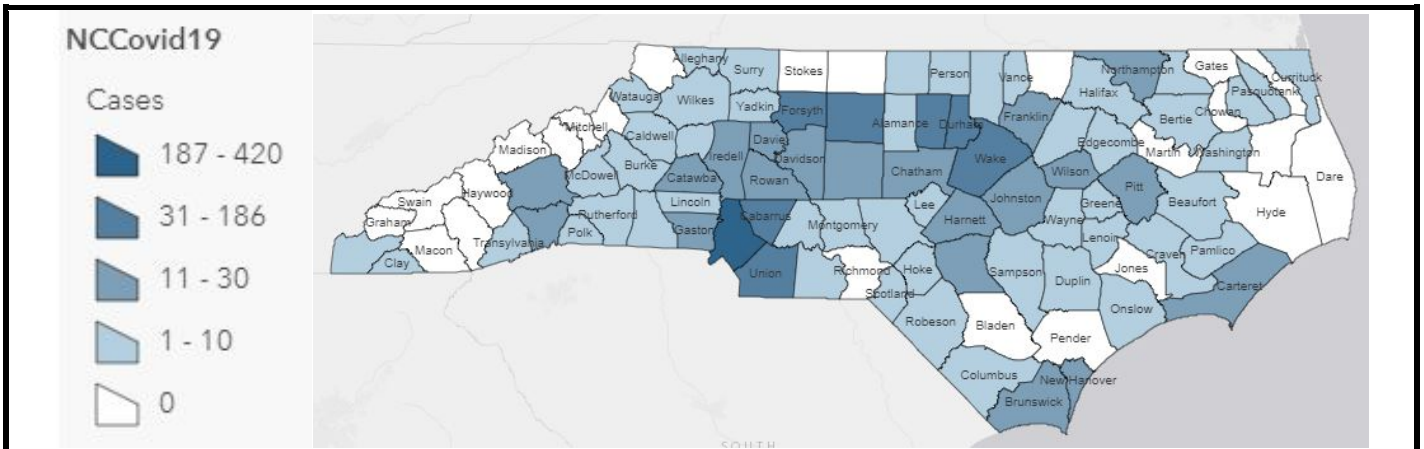 NCCovid19
Cases
187 - 420
31 - 186
11 - 30
1 - 10
0
Alleghany
Surry
Stokes
Person
Vance
Northampton
Gates
Currituck
Watauga
Wilkes
Yadkin
Forsyth
Alamance
Durham
Franklin
Halifax
Bertie
Chowan
Pasquotank
Mitchell
Madison
Caldwell
Iredell
Davie
Davidson
Edgecombe
Martin
Washington
Dare
Burke
McDowell
Catawba
Rowan
Chatham
Wake
Wilson
Pitt
Swain
Haywood
Lincoln
Lee
Johnston
Greene
Beaufort
Hyde
Graham
Rutherford
Polk
Gaston
Cabarrus
Montgomery
Harnett
Wayne
Lenoir
Macon
Transylvania
Clay
Union
Richmond
Hoke
Sampson
Duplin
Jones
Craven
Pamlico
Scotland
Carteret
Robeson
Bladen
Onslow
Pender
Columbus
New Hanover
Brunswick
SOUTH